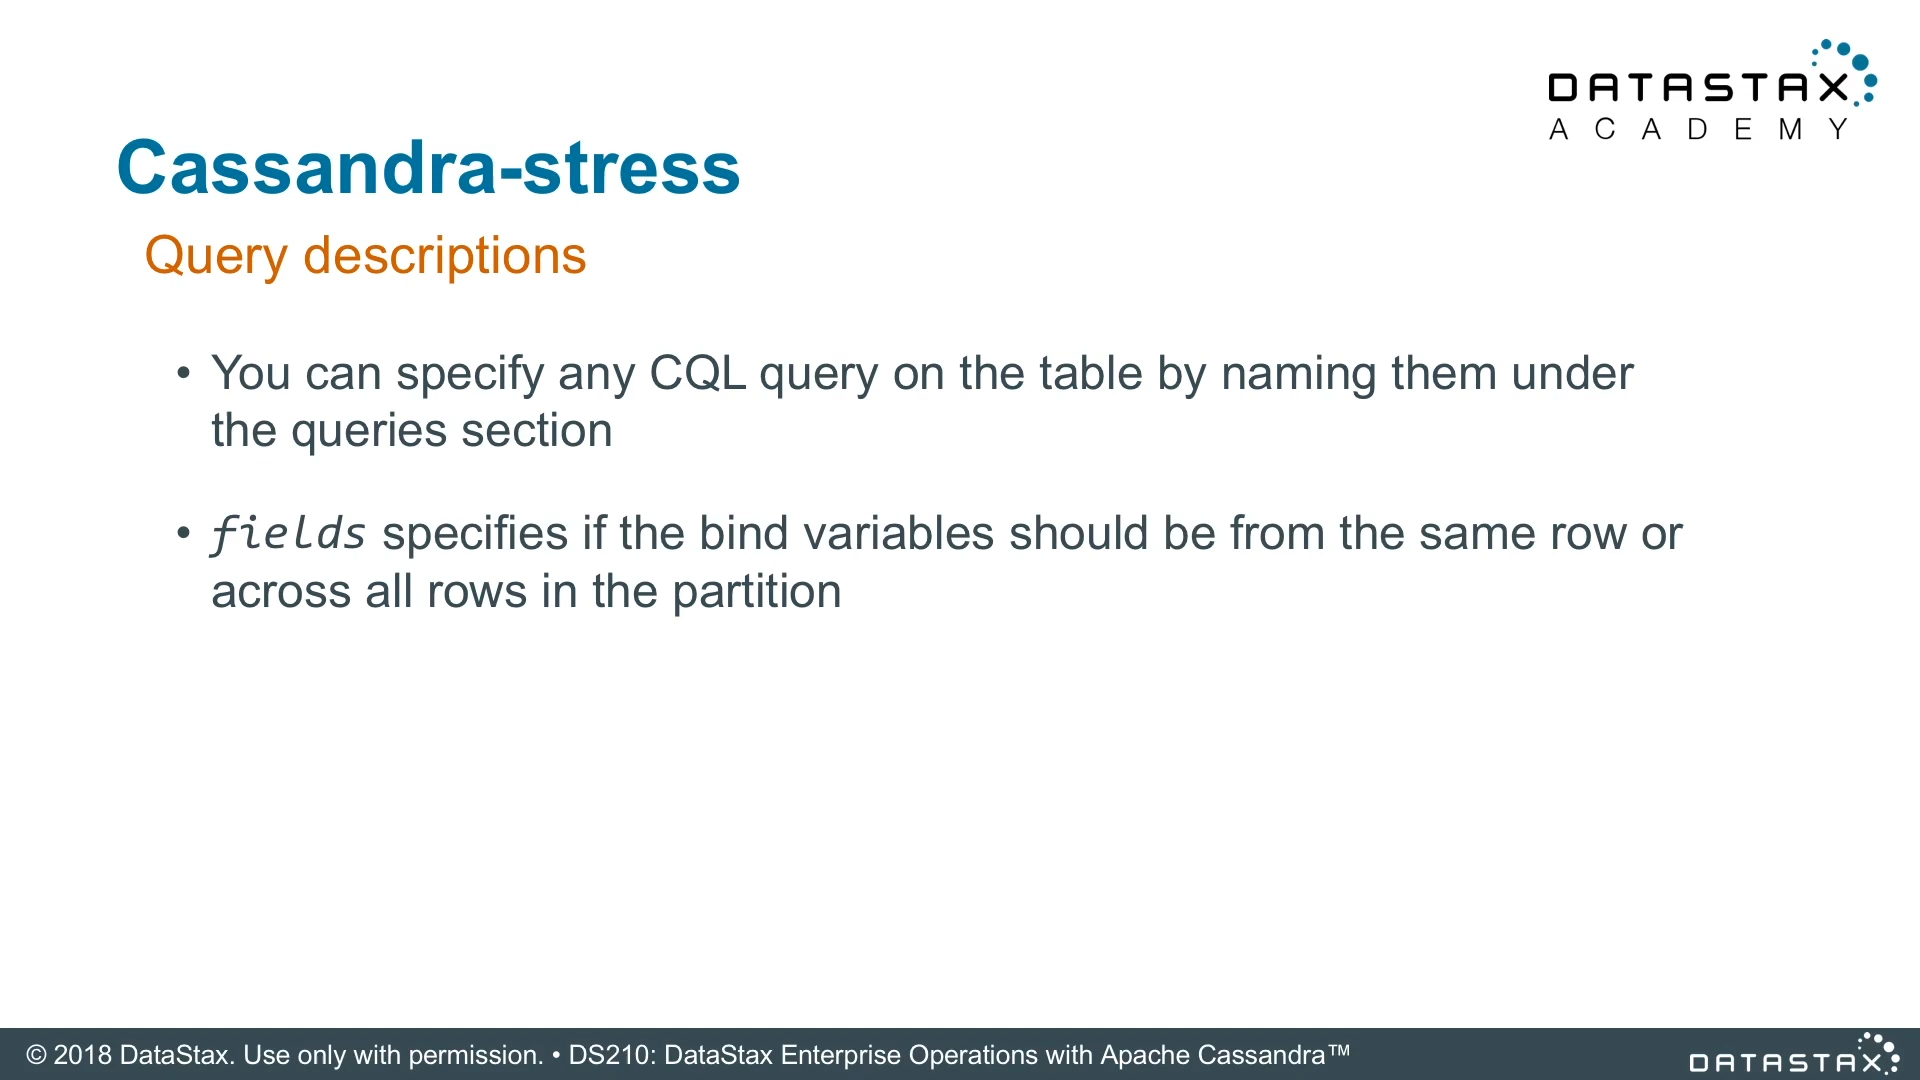 DATASTAX
ACADEMY
Cassandra-stress
Query descriptions
• You can specify any CQL query on the table by naming them under
the queries section
• fields specifies if the bind variables should be from the same row or
across all rows in the partition
© 2018 DataStax. Use only with permission. • DS210: DataStax Enterprise Operations with Apache Cassandra™
DATASTAX